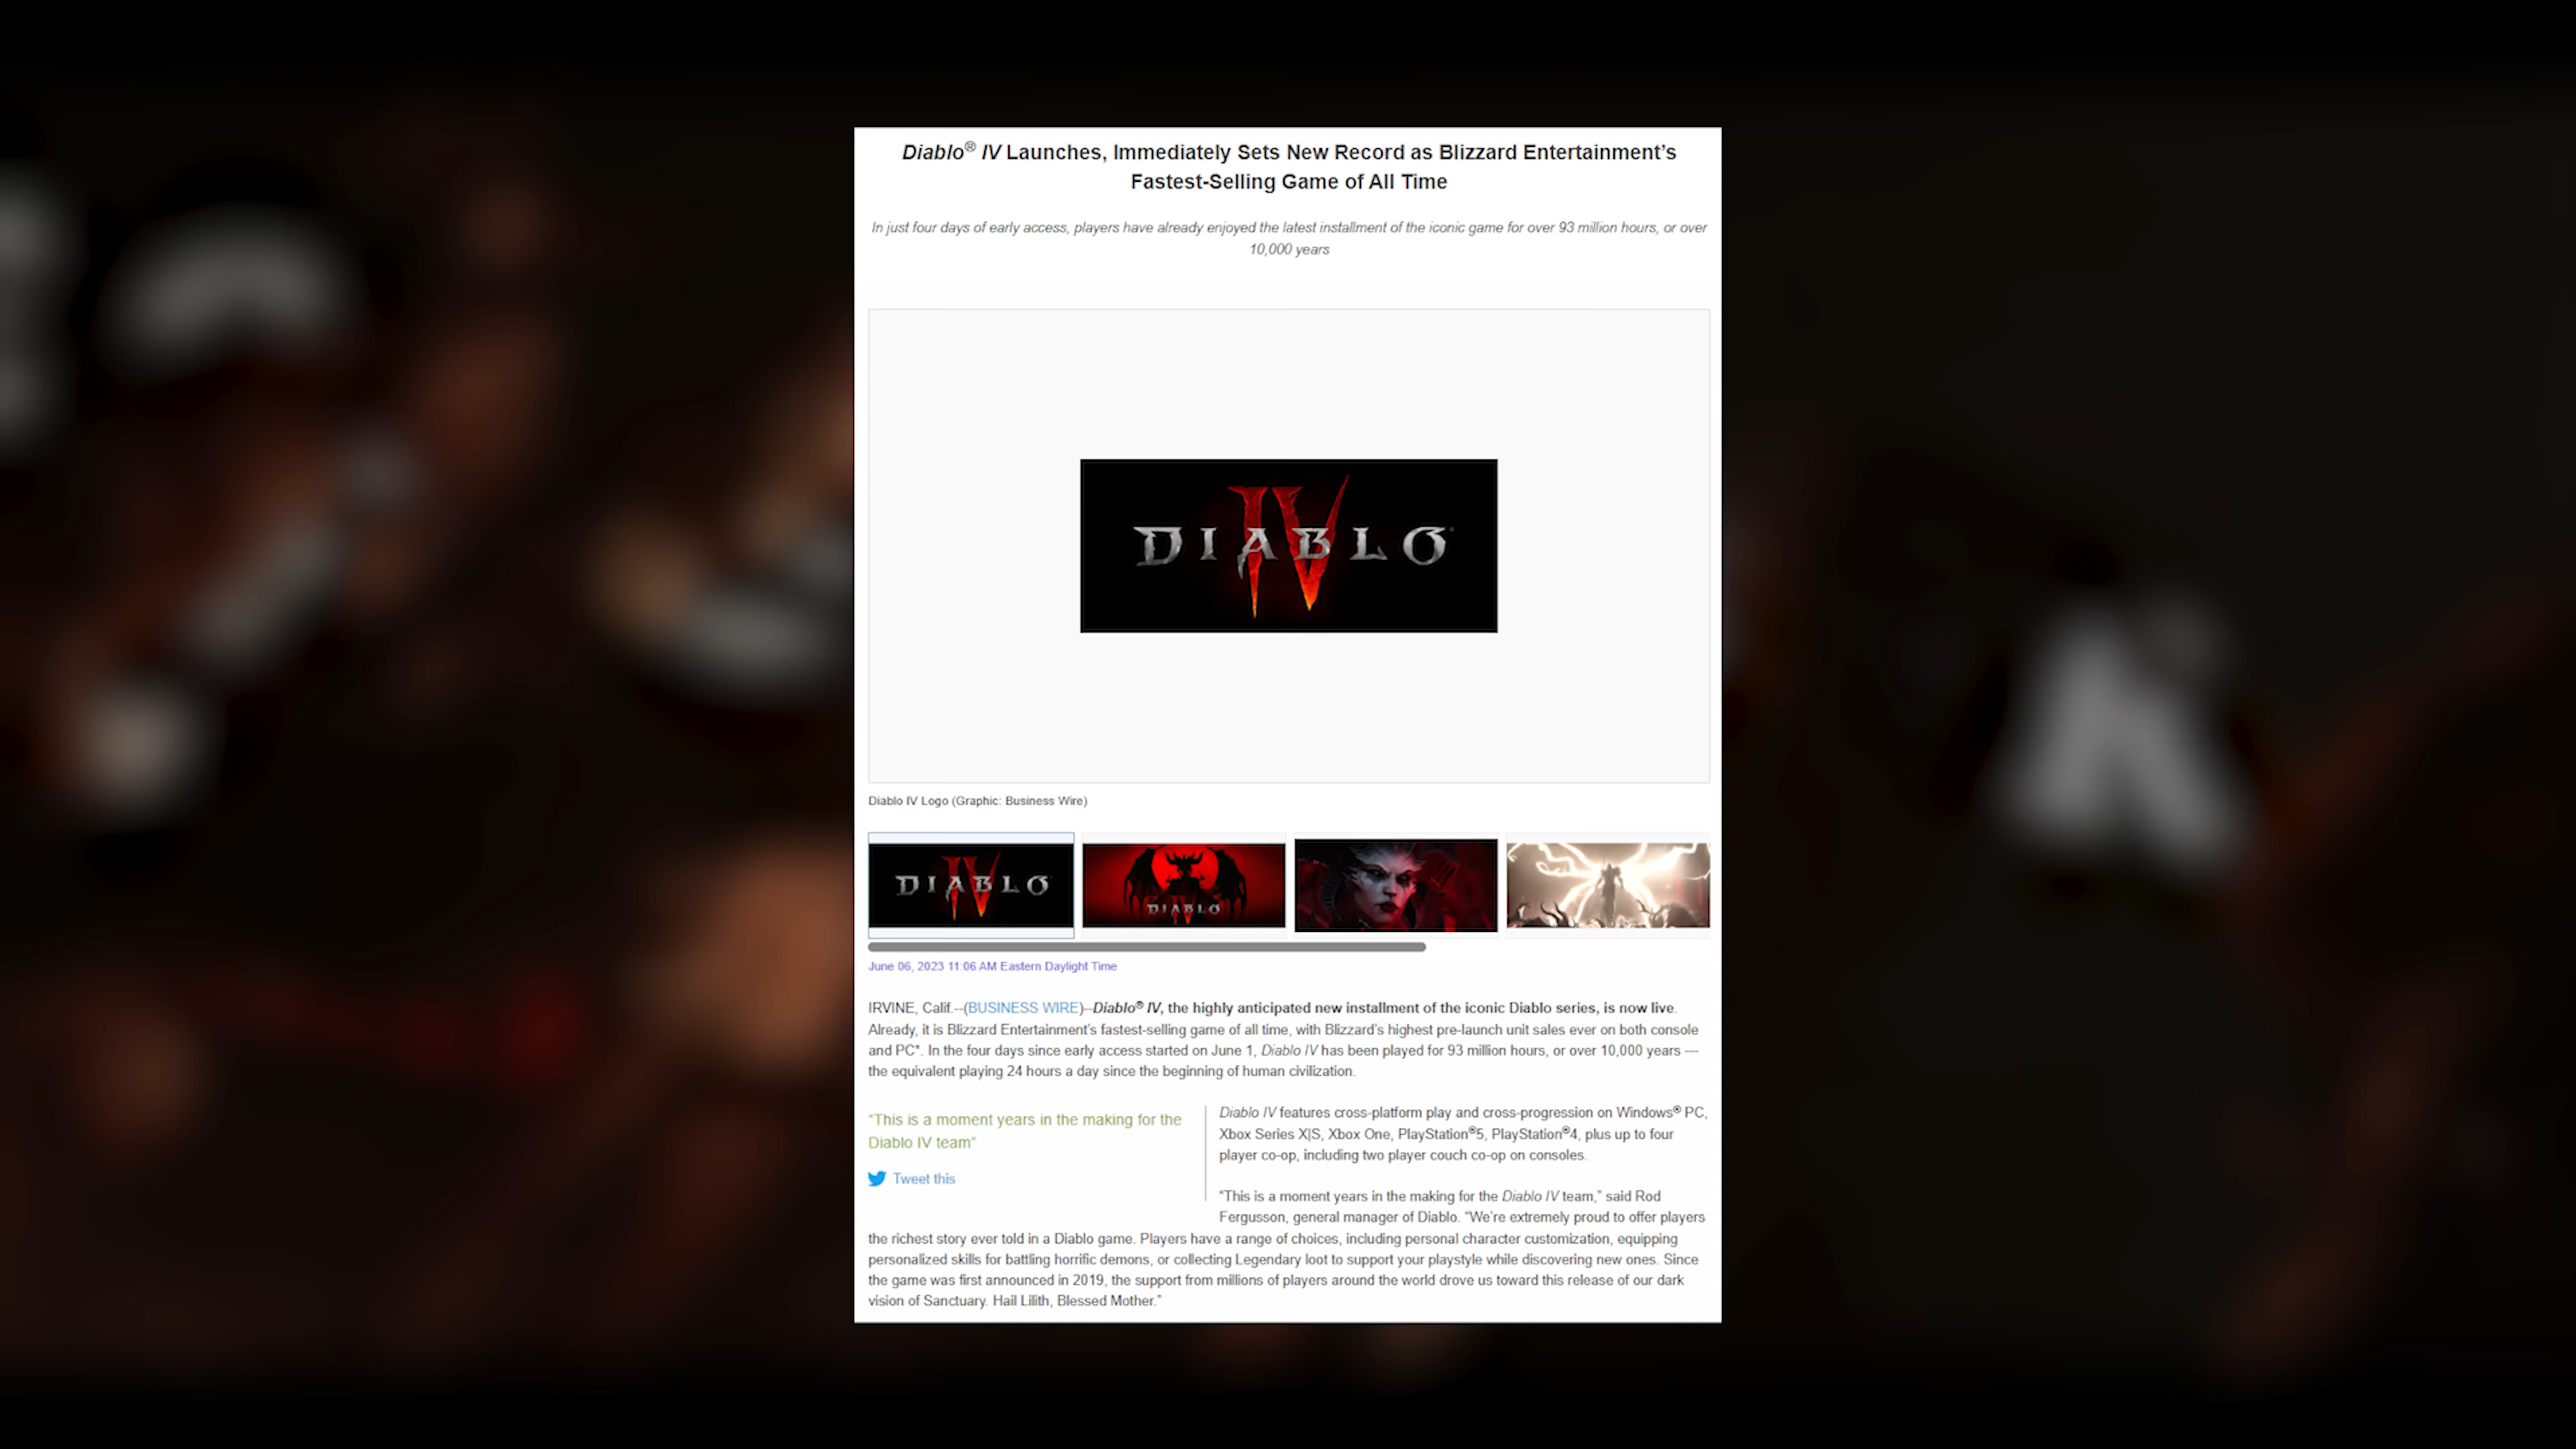 Diablo® IV Launches, Immediately Sets New Record as Blizzard Entertainment’s
Fastest-Selling Game of All Time
In just four days of early access, players have already enjoyed the latest installment of the iconic game for over 93 million hours, or over
10,000 years
DIABLO IV
Diablo IV Logo (Graphic: Business Wire)
DIABLO IV
DIABLO IV
June 06, 2023 11:06 AM Eastern Daylight Time
IRVINE, Calif.--(BUSINESS WIRE)--Diablo® IV, the highly anticipated new installment of the iconic Diablo series, is now live.
Already, it is Blizzard Entertainment’s fastest-selling game of all time, with Blizzard’s highest pre-launch unit sales ever on both console
and PC*. In the four days since early access started on June 1, Diablo IV has been played for 93 million hours, or over 10,000 years —
the equivalent playing 24 hours a day since the beginning of human civilization.
“This is a moment years in the making for the
Diablo IV team”
Tweet this
Diablo IV features cross-platform play and cross-progression on Windows® PC,
Xbox Series X|S, Xbox One, PlayStation®5, PlayStation®4, plus up to four
player co-op, including two player couch co-op on consoles.
“This is a moment years in the making for the Diablo IV team,” said Rod
Fergusson, general manager of Diablo. “We’re extremely proud to offer players
the richest story ever told in a Diablo game. Players have a range of choices, including personal character customization, equipping
personalized skills for battling horrific demons, or collecting Legendary loot to support your playstyle while discovering new ones. Since
the game was first announced in 2019, the support from millions of players around the world drove us toward this release of our dark
vision of Sanctuary. Hail Lilith, Blessed Mother.”